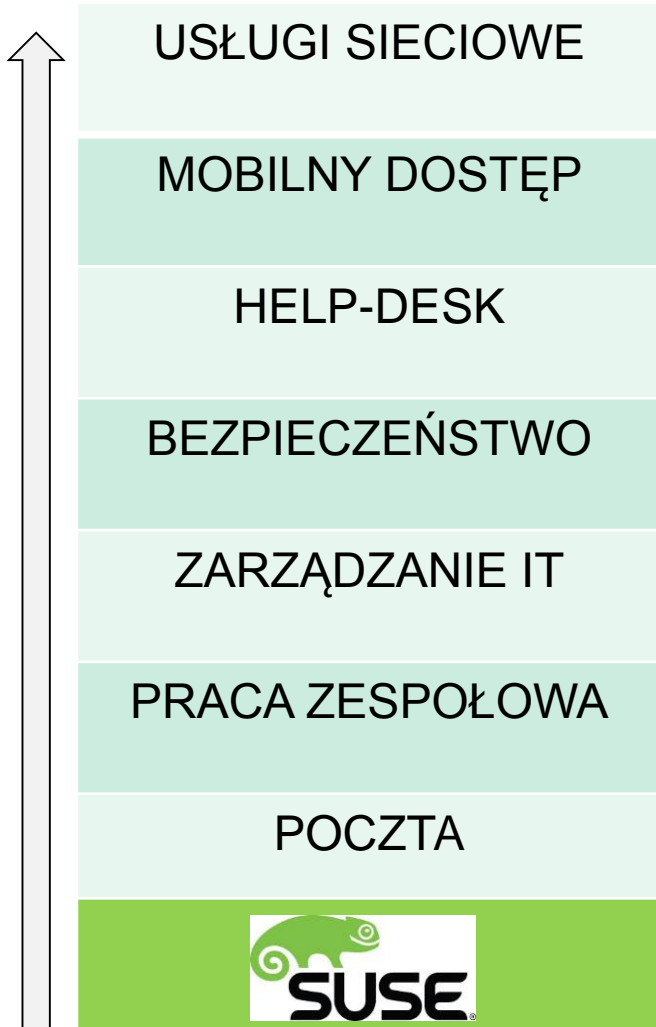 USŁUGI SIECIOWE
MOBILNY DOSTĘP
HELP-DESK
BEZPIECZEŃSTWO
ZARZĄDZANIE IT
PRACA ZESPOŁOWA
POCZTA
SUSE®